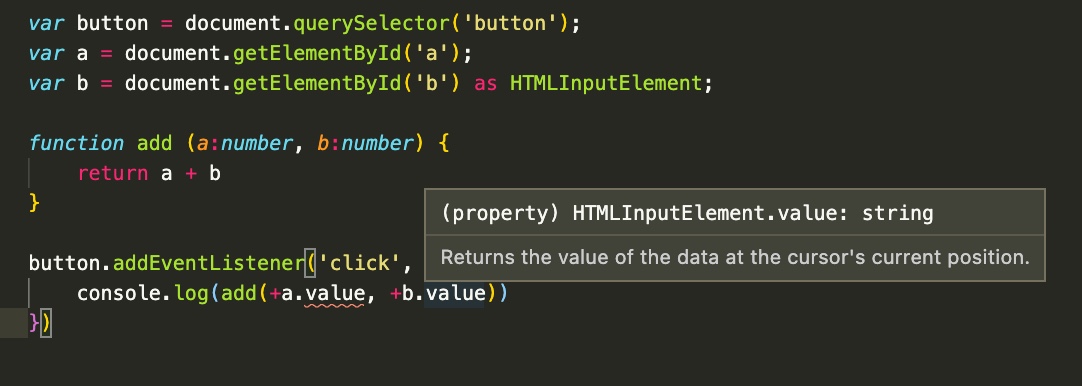 var button = document.querySelector('button');
var a = document.getElementById('a');
var b = document.getElementById('b') as HTMLInputElement;
function add (a:number, b:number) {
return a + b
}
(property) HTMLInputElement.value: string
Returns the value of the data at the cursor's current position.
button.addEventListener('click',
console.log(add(+a.value, +b.value))
})